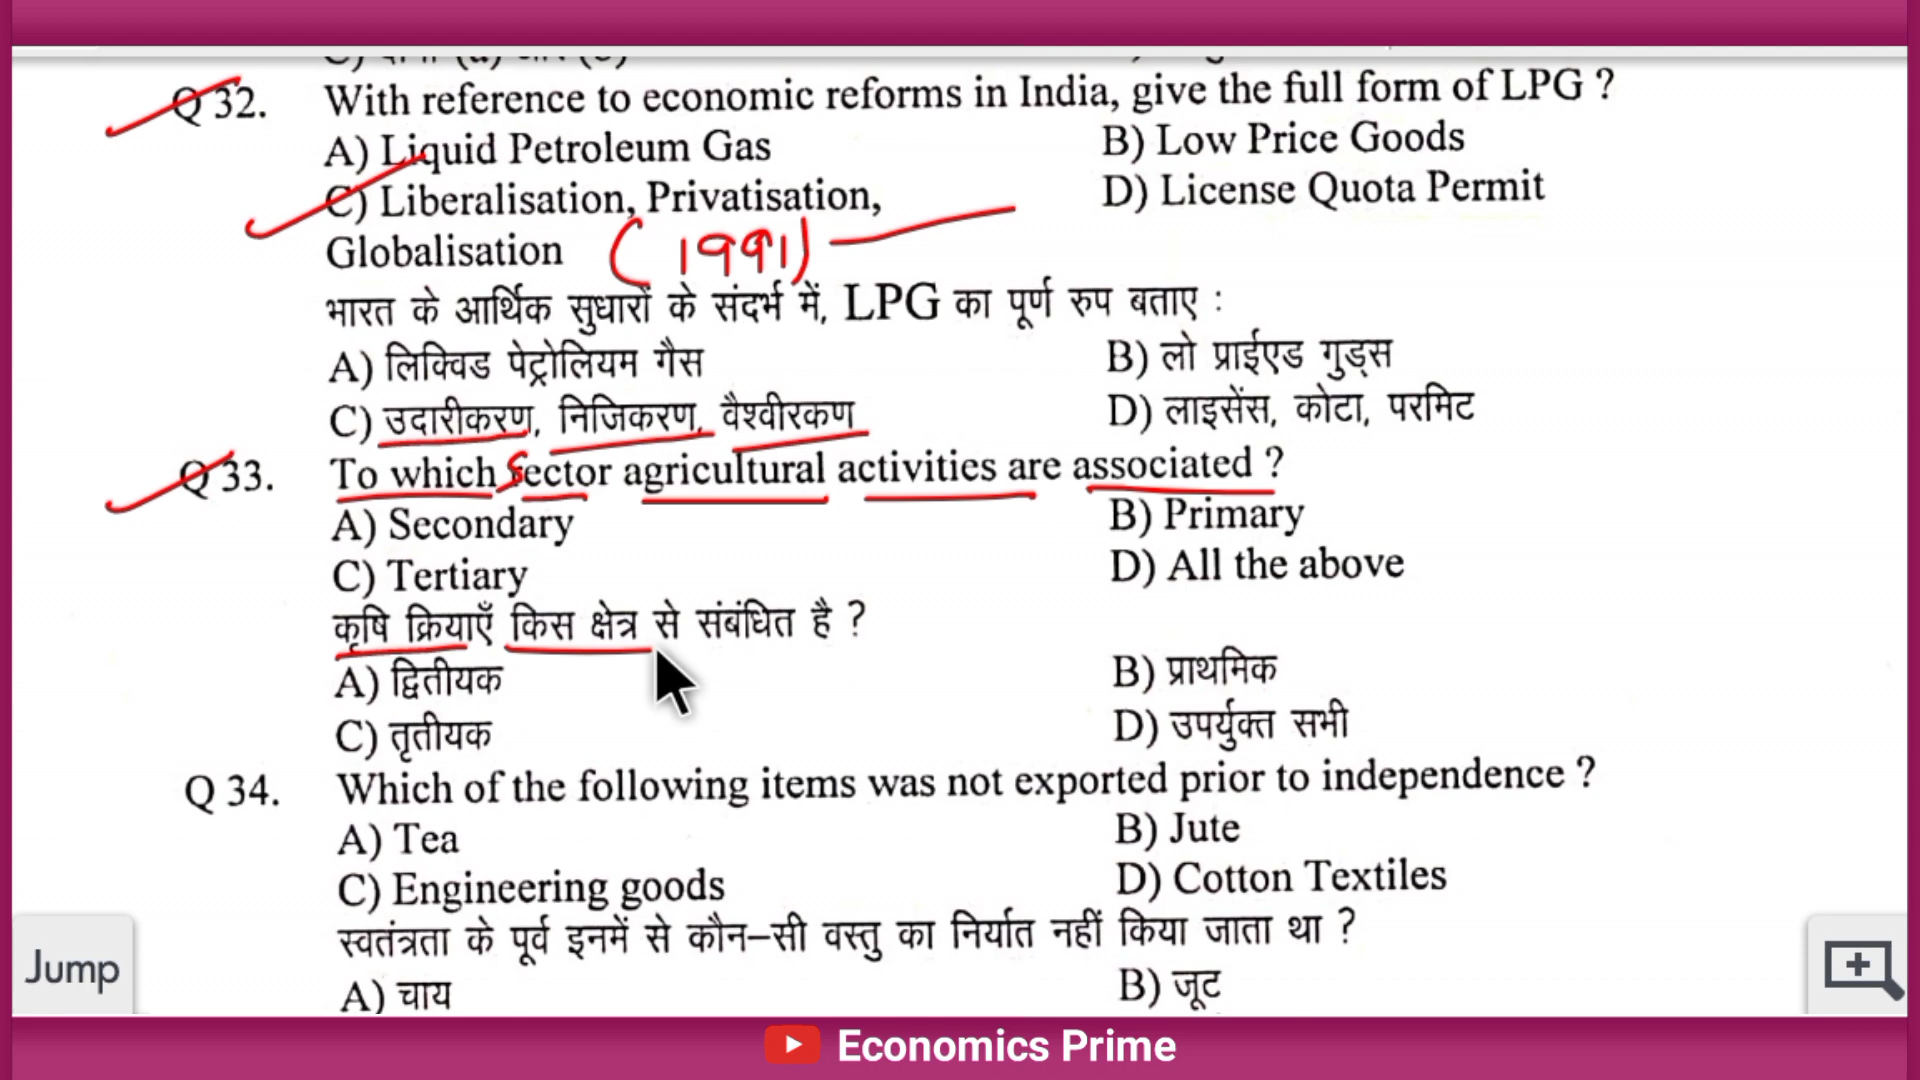 Q 32. With reference to economic reforms in India, give the full form of LPG ?
A) Liquid Petroleum Gas B) Low Price Goods
C) Liberalisation, Privatisation, D) License Quota Permit
Globalisation (1991)
भारत के आर्थिक सुधारों के संदर्भ में, LPG का पूर्ण रुप बताए :
A) लिक्विड पेट्रोलियम गैस B) लो प्राईएड गुड्स
C) उदारीकरण, निजिकरण, वैश्वीरकण D) लाइसेंस, कोटा, परमिट
Q 33. To which Sector agricultural activities are associated ?
A) Secondary B) Primary
C) Tertiary D) All the above
कृषि क्रियाएँ किस क्षेत्र से संबंधित है ?
A) द्वितीयक B) प्राथमिक
C) तृतीयक D) उपर्युक्त सभी
Q 34. Which of the following items was not exported prior to independence ?
A) Tea B) Jute
C) Engineering goods D) Cotton Textiles
स्वतंत्रता के पूर्व इनमें से कौन-सी वस्तु का निर्यात नहीं किया जाता था ?
Jump
A) चाय B) जूट
Economics Prime